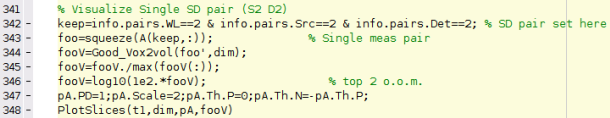 341 % Visualize Single SD pair (S2 D2)
342 - keep=info.pairs.WL==2 & info.pairs.Src==2 & info.pairs.Det==2; % SD pair set here
343 - foo=squeeze(A(keep,:)); % Single meas pair
344 - fooV=Good_Vox2vol(foo',dim);
345 - fooV=fooV./max(fooV(:));
346 - fooV=log10(1e2.*fooV); % top 2 o.o.m.
347 - pA.PD=1;pA.Scale=2;pA.Th.P=0;pA.Th.N=-pA.Th.P;
348 - PlotSlices(t1,dim,pA,fooV)